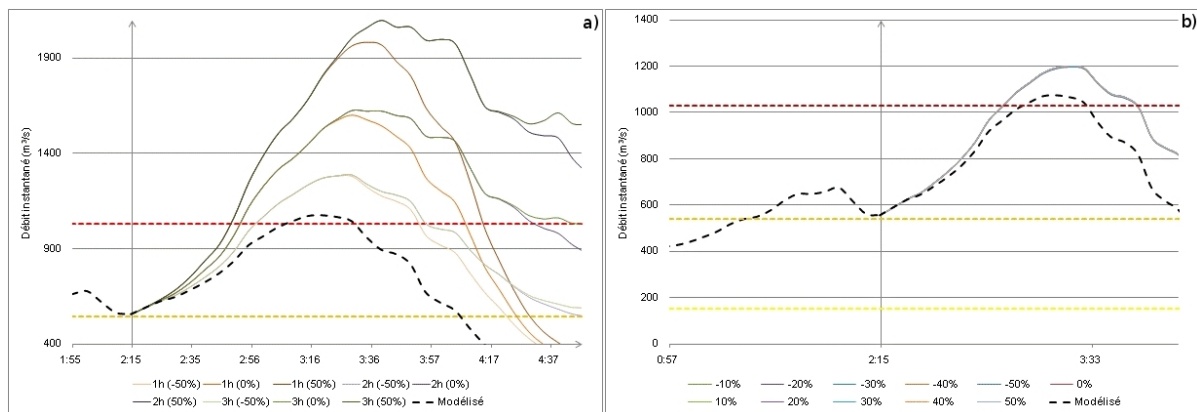 a)
Débit instantané (m³/s)
1900
1400
900
400
1:55 2:15 2:35 2:56 3:16 3:36 3:57 4:17 4:37
1h (-50%) 1h (0%) 1h (50%) 2h (-50%) 2h (0%)
2h (50%) 3h (-50%) 3h (0%) 3h (50%) Modélisé
b)
Débit instantané (m³/s)
1400
1200
1000
800
600
400
200
0
0:57 2:15 3:33
-10% -20% -30% -40% -50% 0%
10% 20% 30% 40% 50% Modélisé